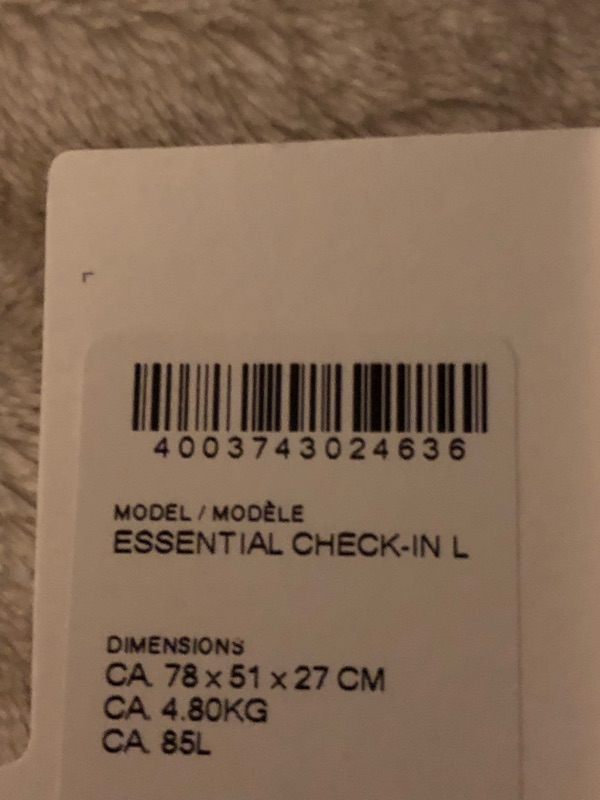 4003743024636
MODEL / MODÈLE
ESSENTIAL CHECK-IN L
DIMENSIONS
CA. 78 x 51 x 27 CM
CA. 4.80KG
CA. 85L